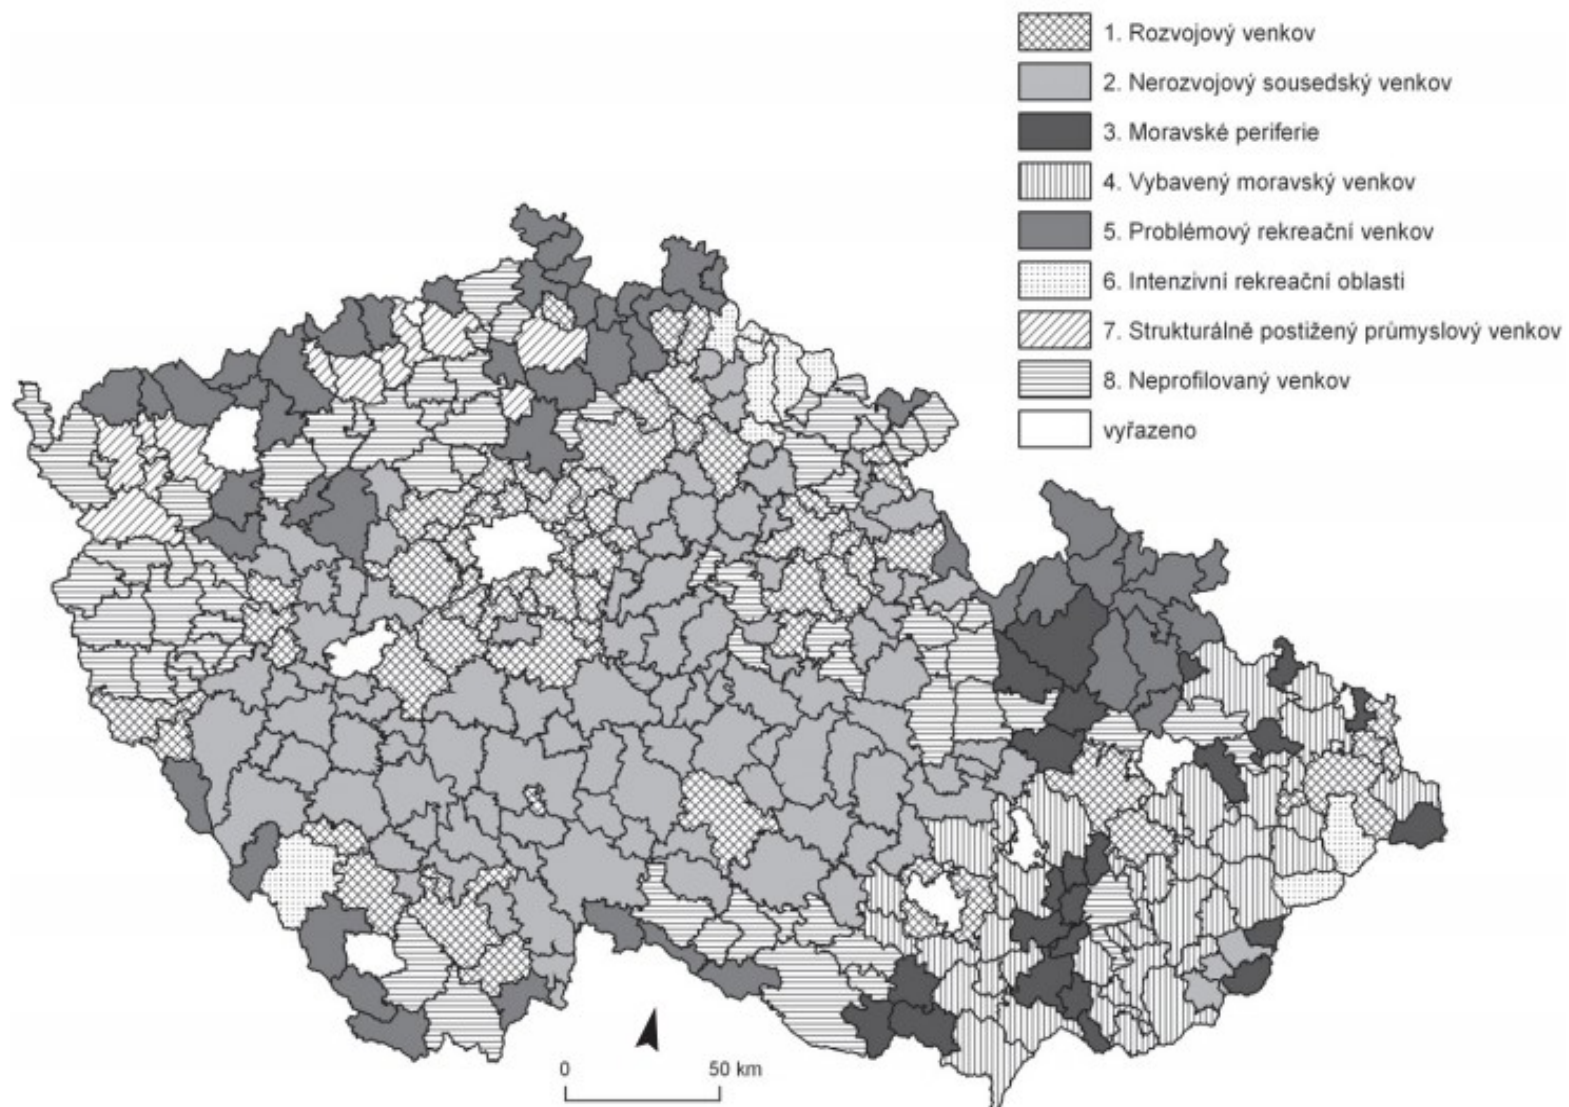 1. Rozvojový venkov
2. Nerozvojový sousedský venkov
3. Moravské periferie
4. Vybavený moravský venkov
5. Problémový rekreační venkov
6. Intenzivní rekreační oblasti
7. Strukturálně postižený průmyslový venkov
8. Neprofilovaný venkov
vyřazeno
0 50 km